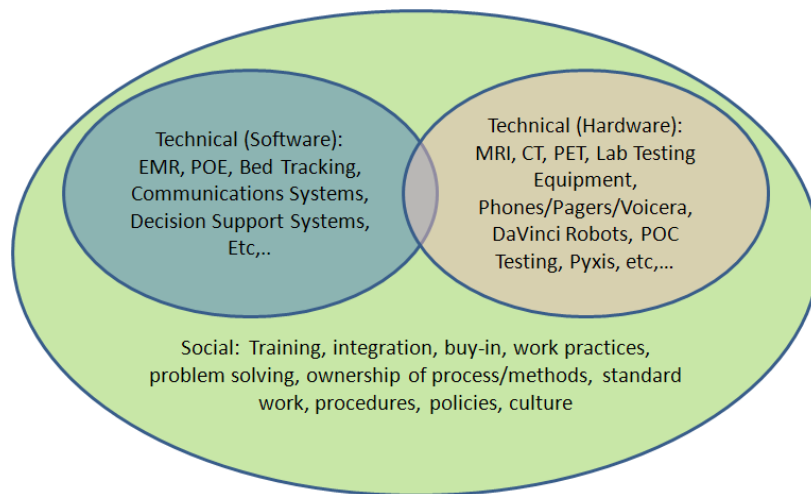 Technical (Software):
EMR, POE, Bed Tracking,
Communications Systems,
Decision Support Systems,
Etc,..
Technical (Hardware):
MRI, CT, PET, Lab Testing
Equipment,
Phones/Pagers/Voicera,
DaVinci Robots, POC
Testing, Pyxis, etc,...
Social: Training, integration, buy-in, work practices,
problem solving, ownership of process/methods, standard
work, procedures, policies, culture